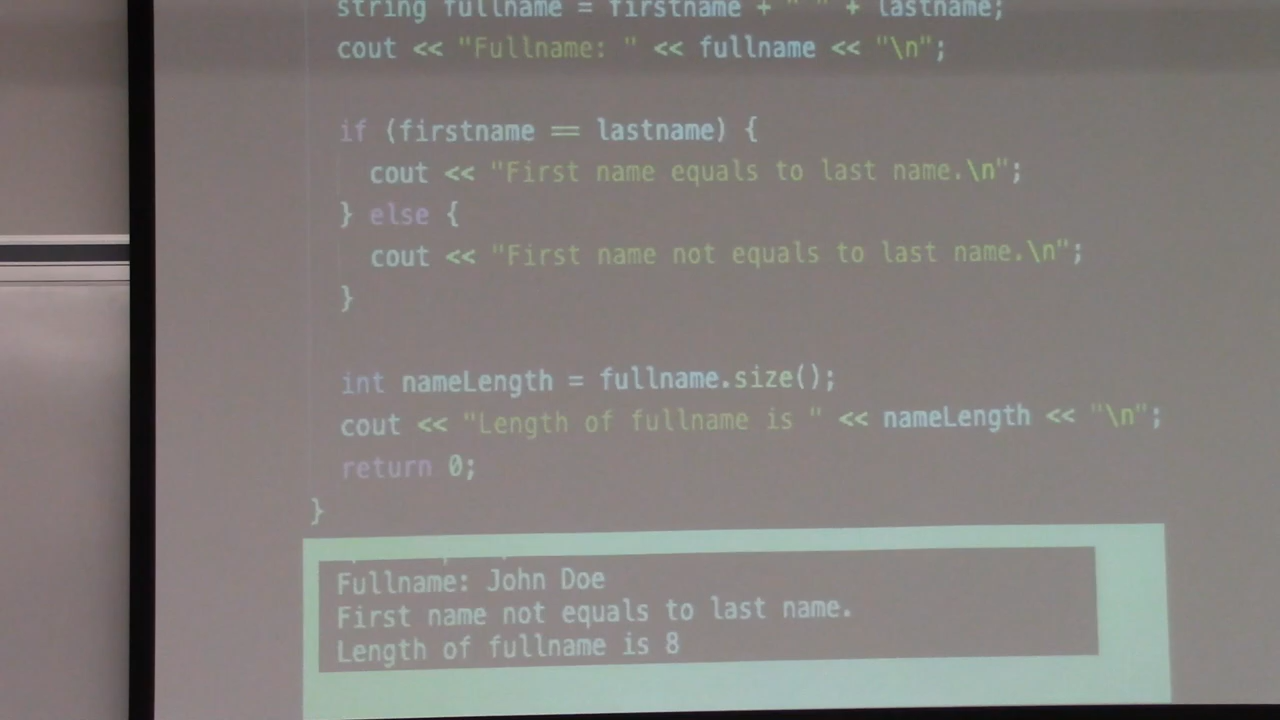 string fullname = firstname + " " + lastname;
cout << "Fullname: " << fullname << "\n";
if (firstname == lastname) {
cout << "First name equals to last name.\n";
} else {
cout << "First name not equals to last name.\n";
}
int nameLength = fullname.size();
cout << "Length of fullname is " << nameLength << "\n";
return 0;
}
Fullname: John Doe
First name not equals to last name.
Length of fullname is 8